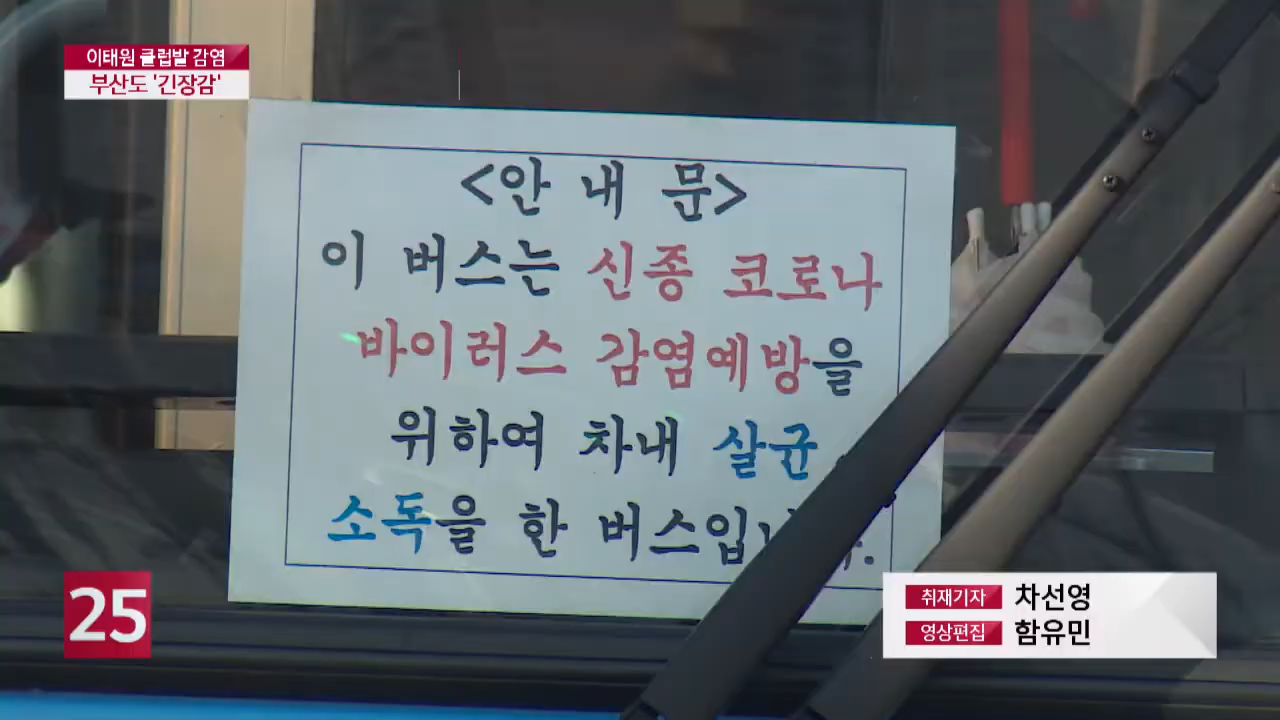 이태원 클럽발 감염
부산도 '긴장감'
<안 내 문>
이 버스는 신종 코로나
바이러스 감염예방을
위하여 차내 살균
소독을 한 버스입니다.
25
취재기자 차선영
영상편집 함유민